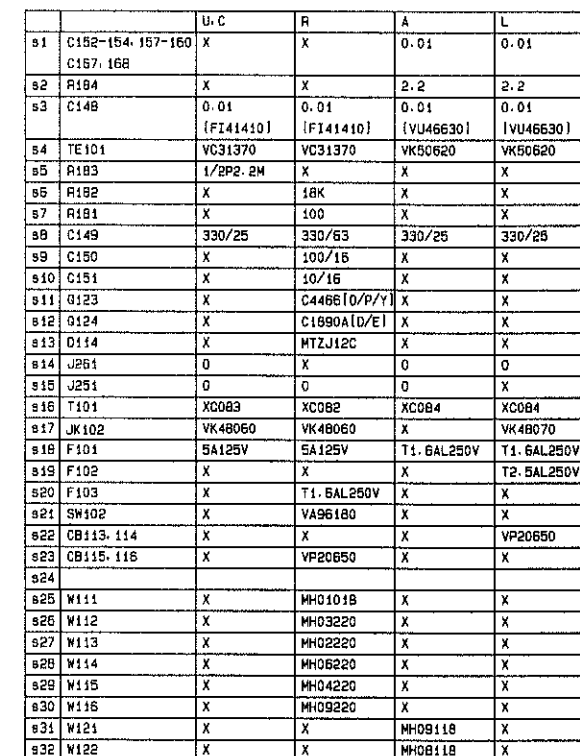 U.C R A L
s1 C152-154, 157-160 X X 0.01 0.01
C167, 168
s2 R184 X X 2.2 2.2
s3 C148 0.01 0.01 0.01 0.01
(FI41410) (FI41410) (VU46630) (VU46630)
s4 TE101 VC31370 VC31370 VK50620 VK50620
s5 R183 1/2P2.2M X X X
s6 R182 X 18K X X
s7 R181 X 100 X X
s8 C149 330/25 330/63 330/25 330/25
s9 C150 X 100/16 X X
s10 C151 X 10/16 X X
s11 Q123 X C4466[O/P/Y] X X
s12 Q124 X C1890A[D/E] X X
s13 D114 X MTZJ12C X X
s14 J261 O X O O
s15 J251 O O O X
s16 T101 XC083 XC082 XC084 XC084
s17 JK102 VK48060 VK48060 X VK48070
s18 F101 5A125V 5A125V T1.6AL250V T1.6AL250V
s19 F102 X X X T2.5AL250V
s20 F103 X T1.6AL250V X X
s21 SW102 X VA96180 X X
s22 CB113, 114 X X X VP20650
s23 CB115, 116 X VP20650 X X
s24
s25 W111 X MH01018 X X
s26 W112 X MH03220 X X
s27 W113 X MH02220 X X
s28 W114 X MH06220 X X
s29 W115 X MH04220 X X
s30 W116 X MH09220 X X
s31 W121 X X MH09118 X
s32 W122 X X MH08118 X